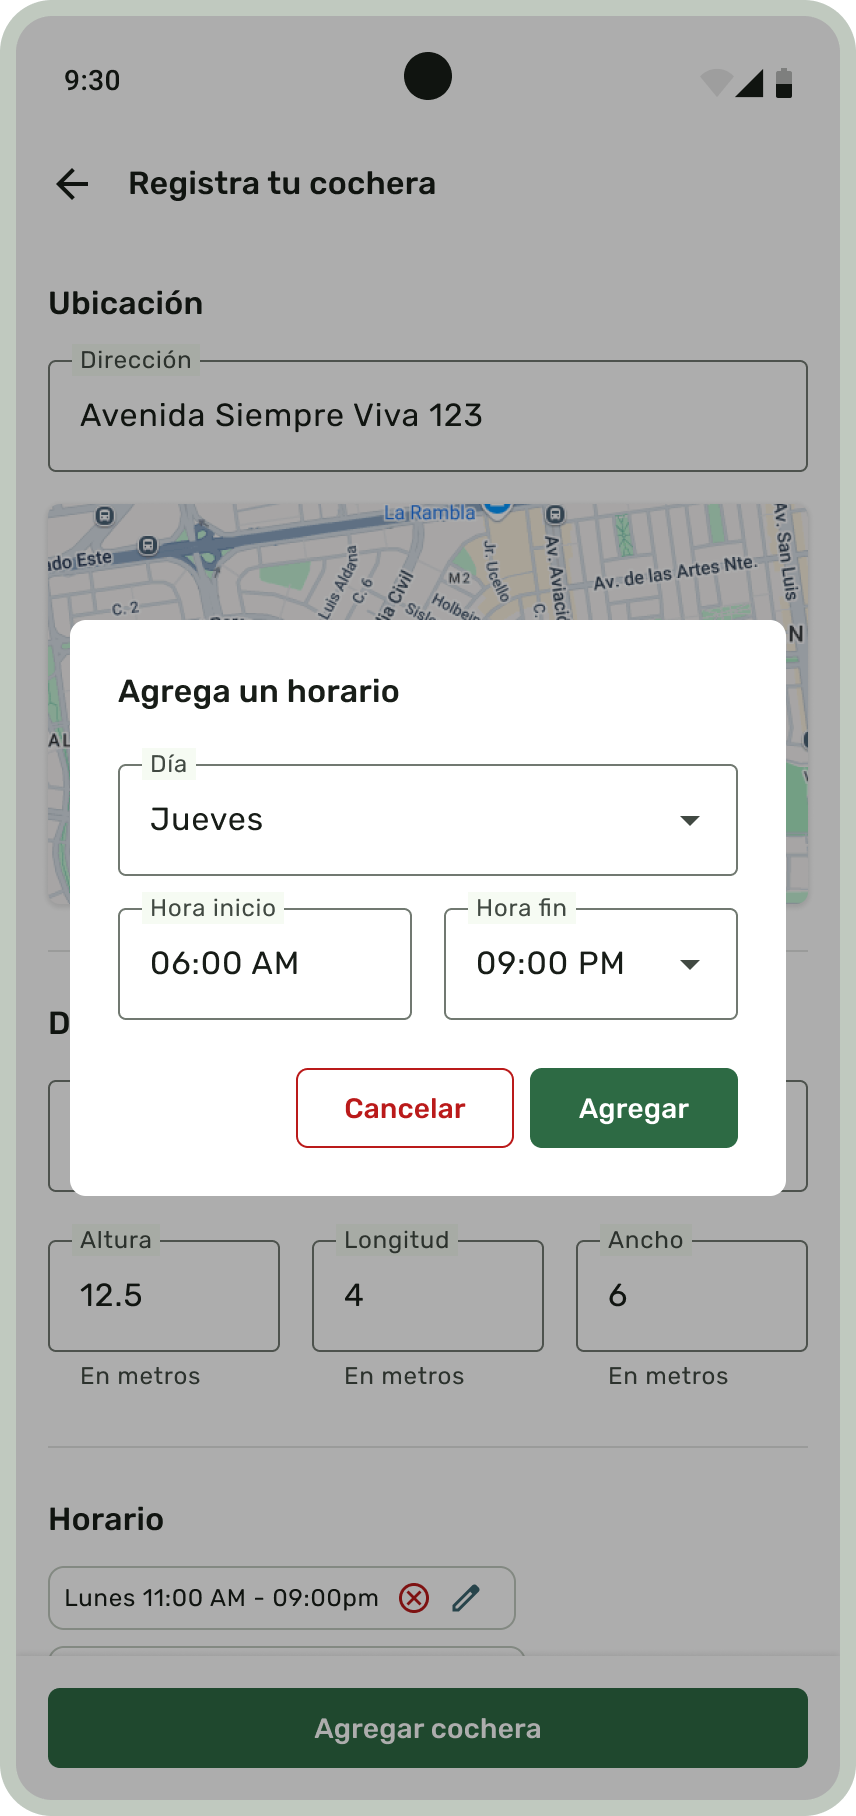 9:30
Registra tu cochera
Ubicación
Dirección
Avenida Siempre Viva 123
La Rambla
ado Este
C. 2
Luis Aldana
C. 6
ia Civil
M2
Holbein
Jr. Ucello
C.
Av. Aviació
Av. de las Artes Nte.
Av. San Luis
N
AL
Agrega un horario
Día
Jueves
Hora inicio
Hora fin
06:00 AM
09:00 PM
D
Cancelar
Agregar
Altura
Longitud
Ancho
12.5
4
6
En metros
En metros
En metros
Horario
Lunes 11:00 AM - 09:00pm
Agregar cochera